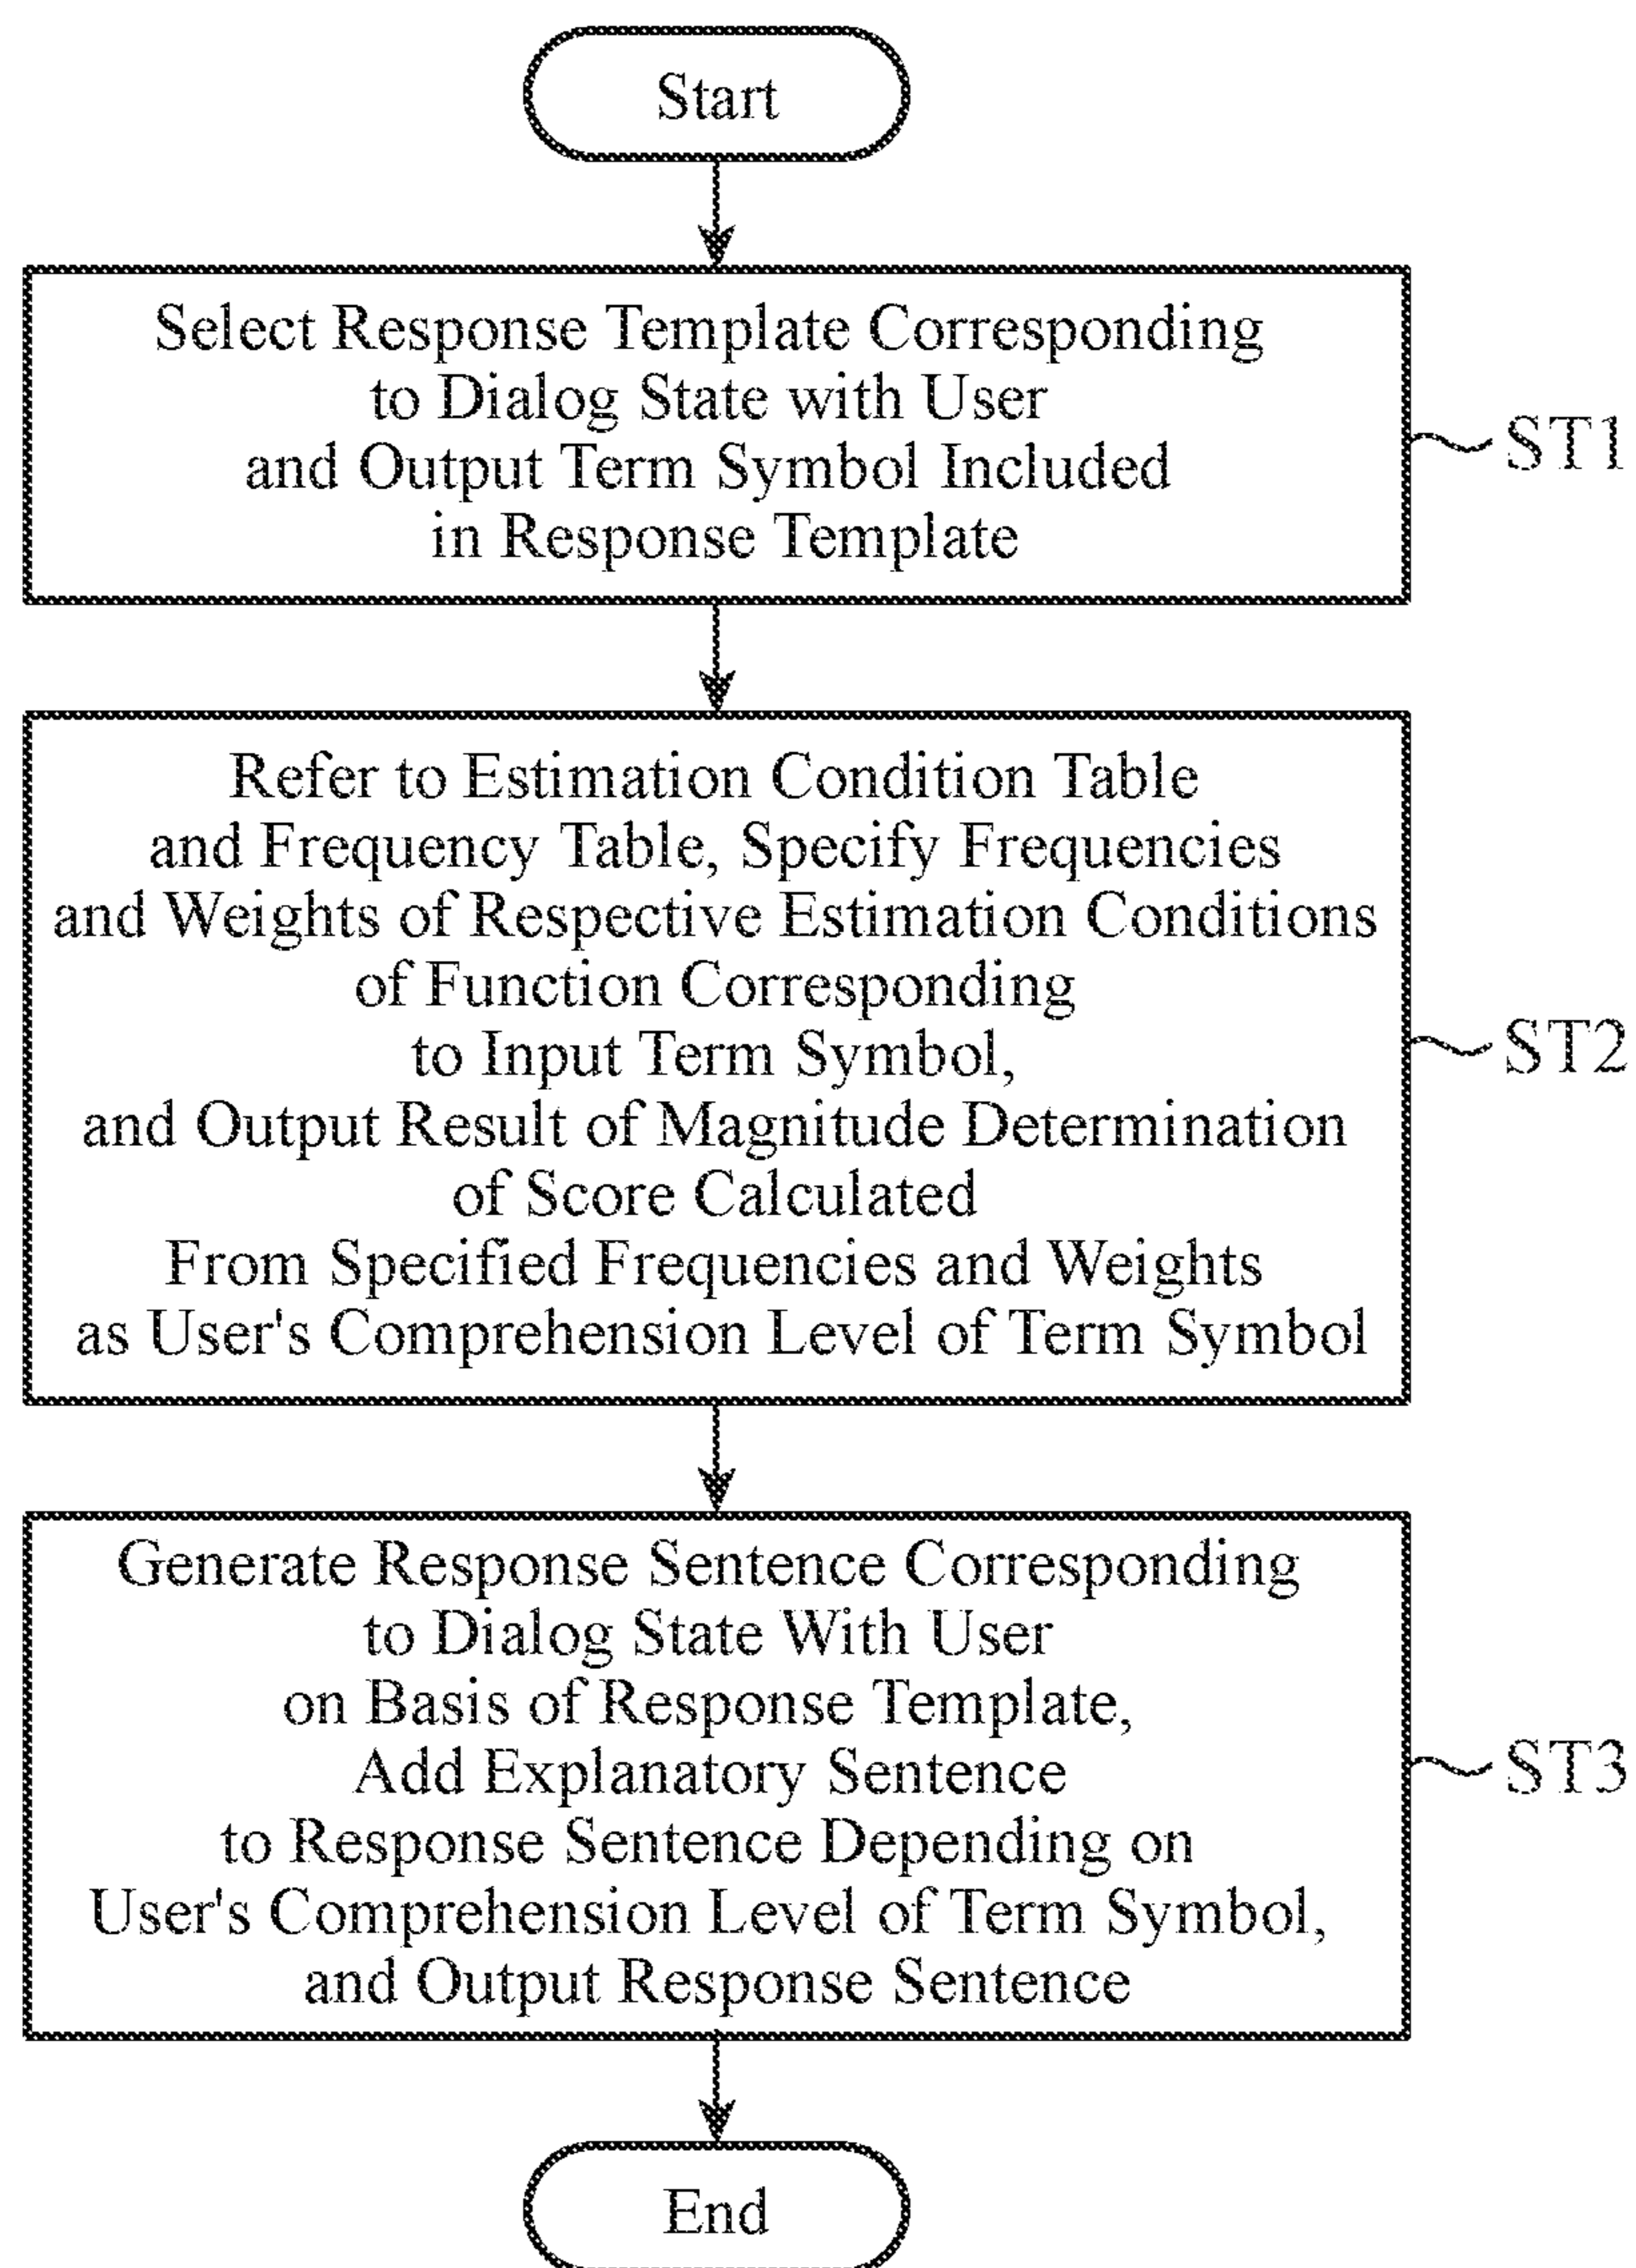 Start
Select Response Template Corresponding
to Dialog State with User
and Output Term Symbol Included
in Response Template
ST1
Refer to Estimation Condition Table
and Frequency Table, Specify Frequencies
and Weights of Respective Estimation Conditions
of Function Corresponding
to Input Term Symbol,
and Output Result of Magnitude Determination
of Score Calculated
From Specified Frequencies and Weights
as User's Comprehension Level of Term Symbol
ST2
Generate Response Sentence Corresponding
to Dialog State With User
on Basis of Response Template,
Add Explanatory Sentence
to Response Sentence Depending on
User's Comprehension Level of Term Symbol,
and Output Response Sentence
ST3
End